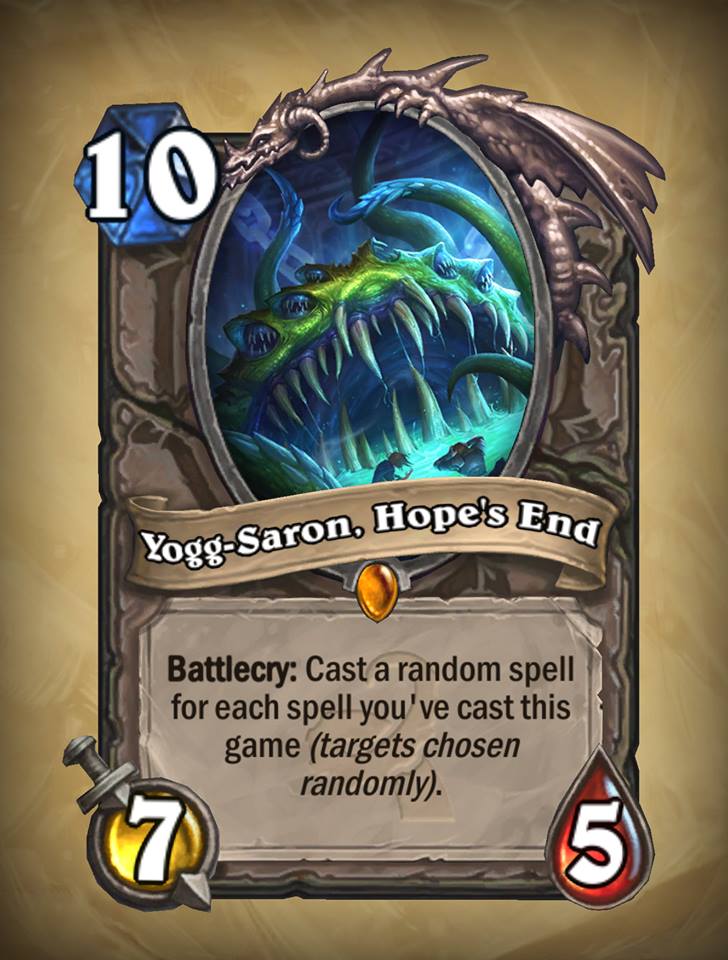 10
Yogg-Saron, Hope's End
Battlecry: Cast a random spell
for each spell you've cast this
game (targets chosen
randomly).
7
5